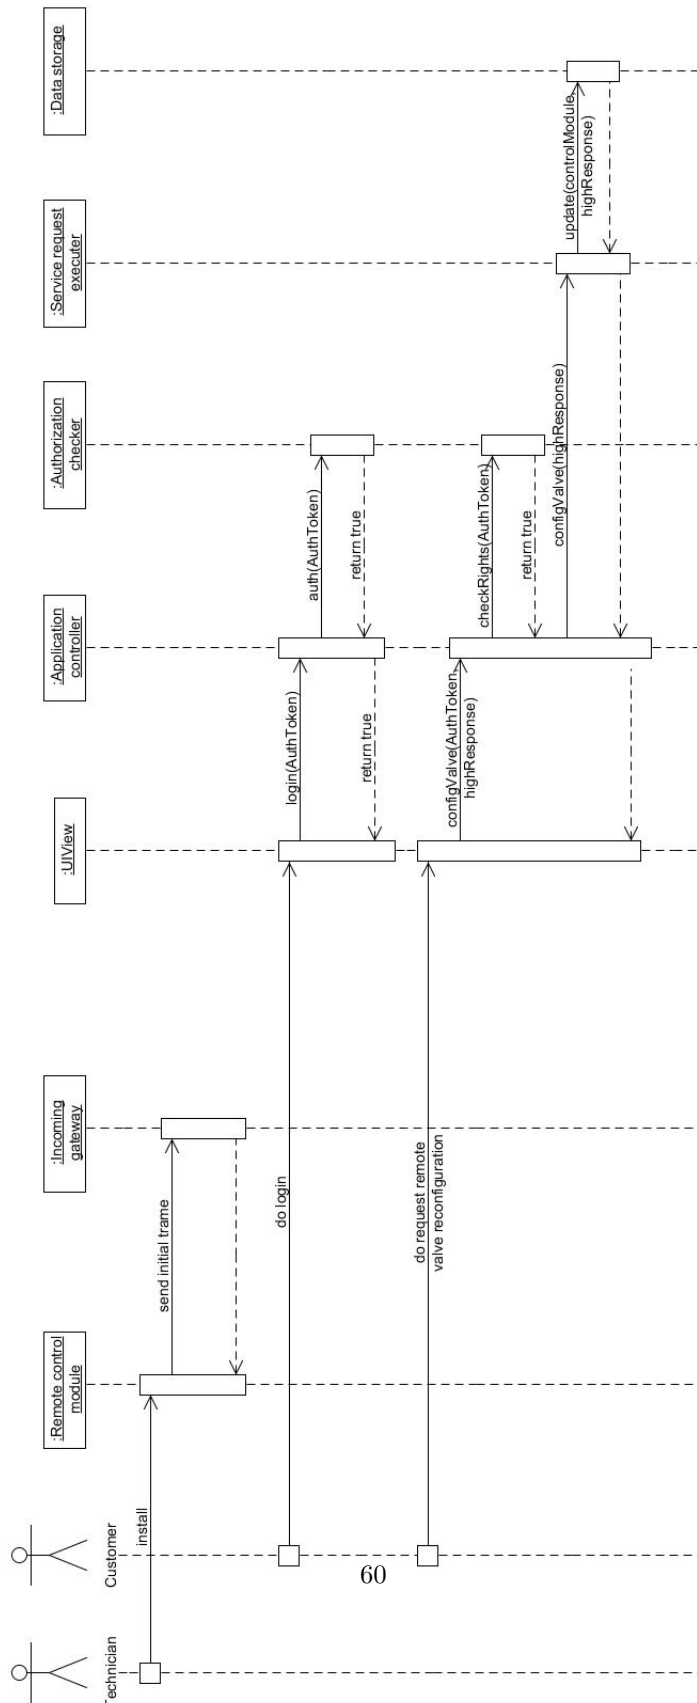 :Data storage
:Service request
executer
:Authorization
checker
:Application
controller
:UIView
:Incoming
gateway
:Remote control
module
Customer
Technician
install
send initial trame
do login
login(AuthToken)
auth(AuthToken)
return true
return true
do request remote
valve reconfiguration
configValve(AuthToken,
highResponse)
checkRights(AuthToken)
return true
configValve(highResponse)
update(controlModule,
highResponse)
60